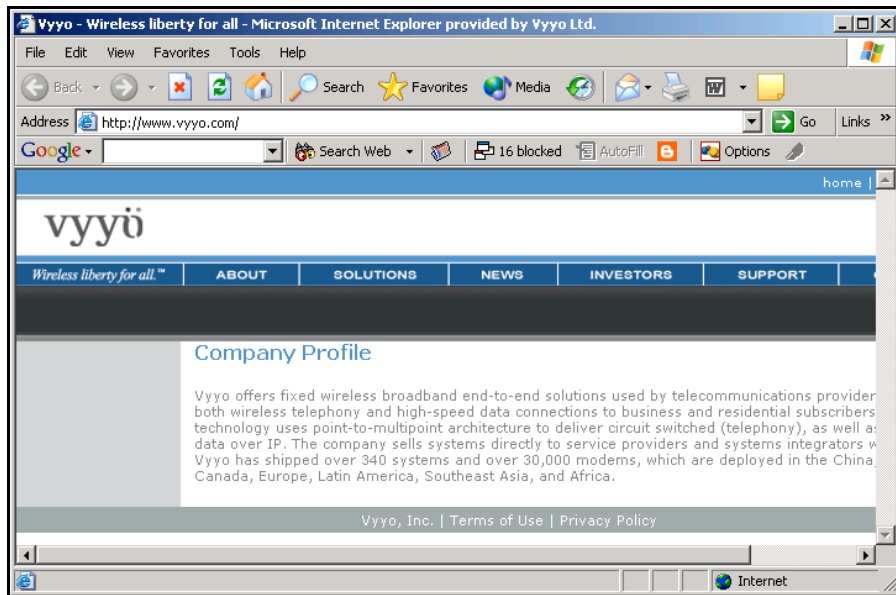 Vyyo - Wireless liberty for all - Microsoft Internet Explorer provided by Vyyo Ltd.
File Edit View Favorites Tools Help
Back Search Favorites Media
Address http://www.vyyo.com/ Go Links »
Google Search Web 16 blocked AutoFill Options
home |
vyyö
Wireless liberty for all.™ ABOUT SOLUTIONS NEWS INVESTORS SUPPORT
Company Profile
Vyyo offers fixed wireless broadband end-to-end solutions used by telecommunications provider
both wireless telephony and high-speed data connections to business and residential subscribers
technology uses point-to-multipoint architecture to deliver circuit switched (telephony), as well a
data over IP. The company sells systems directly to service providers and systems integrators
Vyyo has shipped over 340 systems and over 30,000 modems, which are deployed in the China,
Canada, Europe, Latin America, Southeast Asia, and Africa.
Vyyo, Inc. | Terms of Use | Privacy Policy
Internet